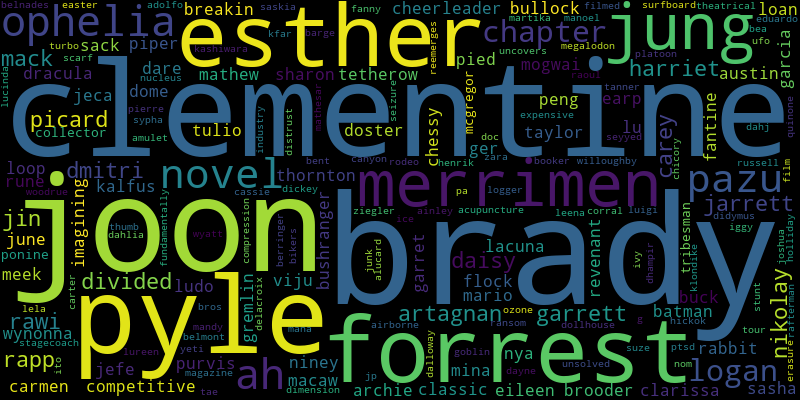 belnades easter adolfo saskia fanny martika manoel filmed surfboard theatrical eduardo
ophelia breakin esther cheerleader bullock jung loan
piper kfar barge reemerges chapter bea ufo garcia
mack turbo scarf sack kashiwara pied uncovers megalodon platoon
lucinda dracula nucleus dare mathew sharon tetherow mogwai raoul harriet austin
clementine
jeca dome pierre mathesar seizure mcgregor peng expensive tanner earp quinone
picard sypha tulio industry doster chessy doc taylor lu seyyed carey fantine dahj
collector amulet distrust ger henrik zara booker willoughby chicory russell film
loop dmitri novel bent canyon rodeo
rune woodrue kalfus cassie dickey thornton logger pa merrimen pazu
jin imagining fundamentally joon bushranger ziegler ainley acupuncture leena corral luigi tribesman jarrett
june thumb dahlia wyatt compression berringer bikers ice garret brady didymus iggy joshua holliday
ponine meek divided viju junk alucard daisy lacuna revenant ivy dhampir klondike
lela carter ludo gremlin delacroix flock mario buck stunt nikolay rafterman
rawi bros mana artagnan ozone garrett batman hickok tour
wynonna stagecoach pyle mandy belmont airborne ransom dollhouse g
rapp ito yeti goblin forrest dalloway suze ptsd rabbit erasure
jefe lureen purvis ah niney mina nya unsolved nom logan
carmen competitive magazine tae macaw dimension jp archie classic dayne eileen brooder clarissa sasha